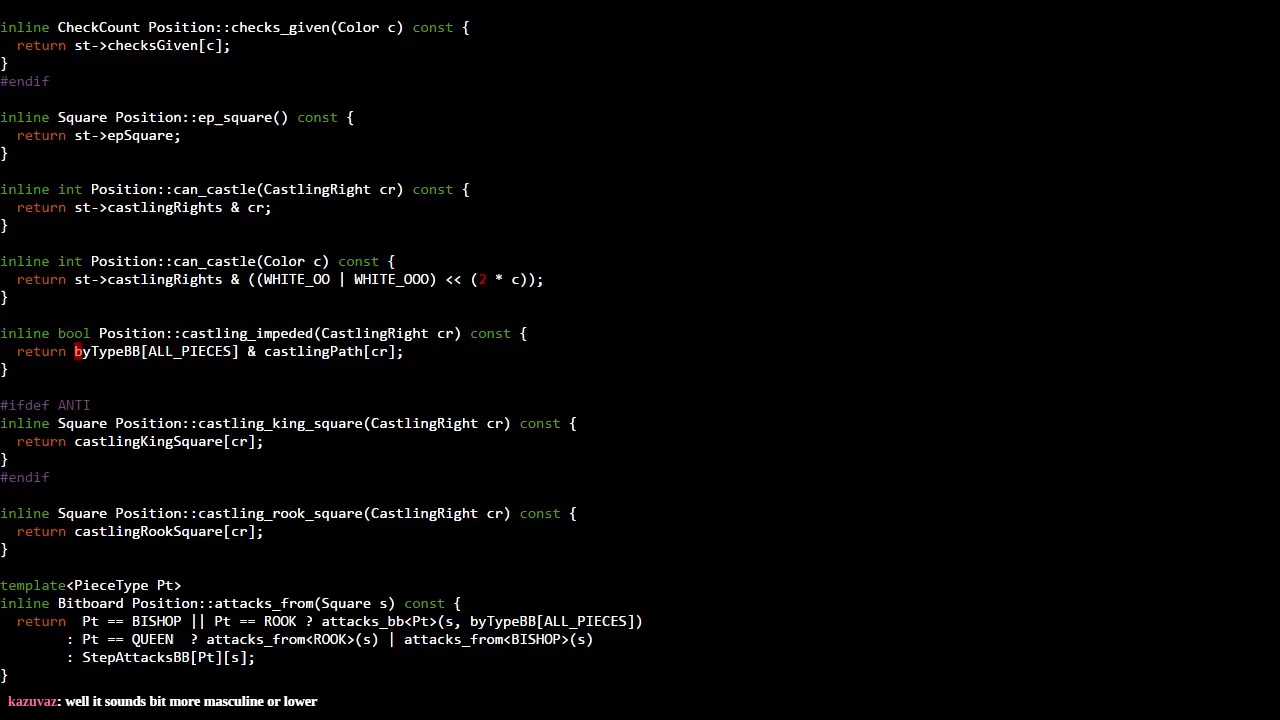 inline CheckCount Position::checks_given(Color c) const {
  return st->checksGiven[c];
}
#endif

inline Square Position::ep_square() const {
  return st->epSquare;
}

inline int Position::can_castle(CastlingRight cr) const {
  return st->castlingRights & cr;
}

inline int Position::can_castle(Color c) const {
  return st->castlingRights & ((WHITE_OO | WHITE_OOO) << (2 * c));
}

inline bool Position::castling_impeded(CastlingRight cr) const {
  return byTypeBB[ALL_PIECES] & castlingPath[cr];
}

#ifdef ANTI
inline Square Position::castling_king_square(CastlingRight cr) const {
  return castlingKingSquare[cr];
}
#endif

inline Square Position::castling_rook_square(CastlingRight cr) const {
  return castlingRookSquare[cr];
}

template<PieceType Pt>
inline Bitboard Position::attacks_from(Square s) const {
  return  Pt == BISHOP || Pt == ROOK ? attacks_bb<Pt>(s, byTypeBB[ALL_PIECES])
        : Pt == QUEEN  ? attacks_from<ROOK>(s) | attacks_from<BISHOP>(s)
        : StepAttacksBB[Pt][s];
}
kazuvaz: well it sounds bit more masculine or lower